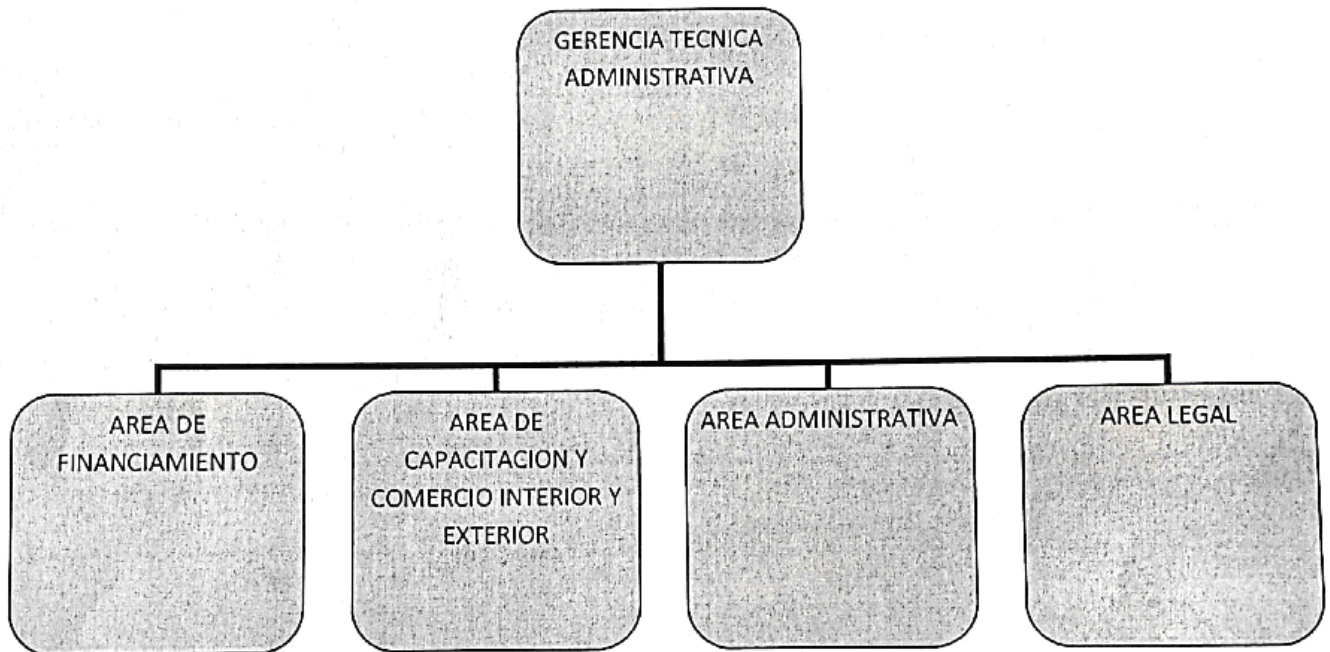 GERENCIA TECNICA
ADMINISTRATIVA
AREA DE
FINANCIAMIENTO
AREA DE
CAPACITACION Y
COMERCIO INTERIOR Y
EXTERIOR
AREA ADMINISTRATIVA
AREA LEGAL